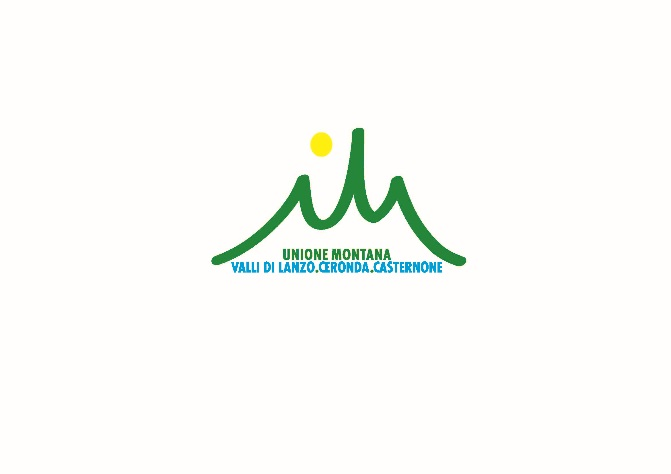 UNIONE MONTANA
VALLI DI LANZO.CERONDA.CASTERNONE